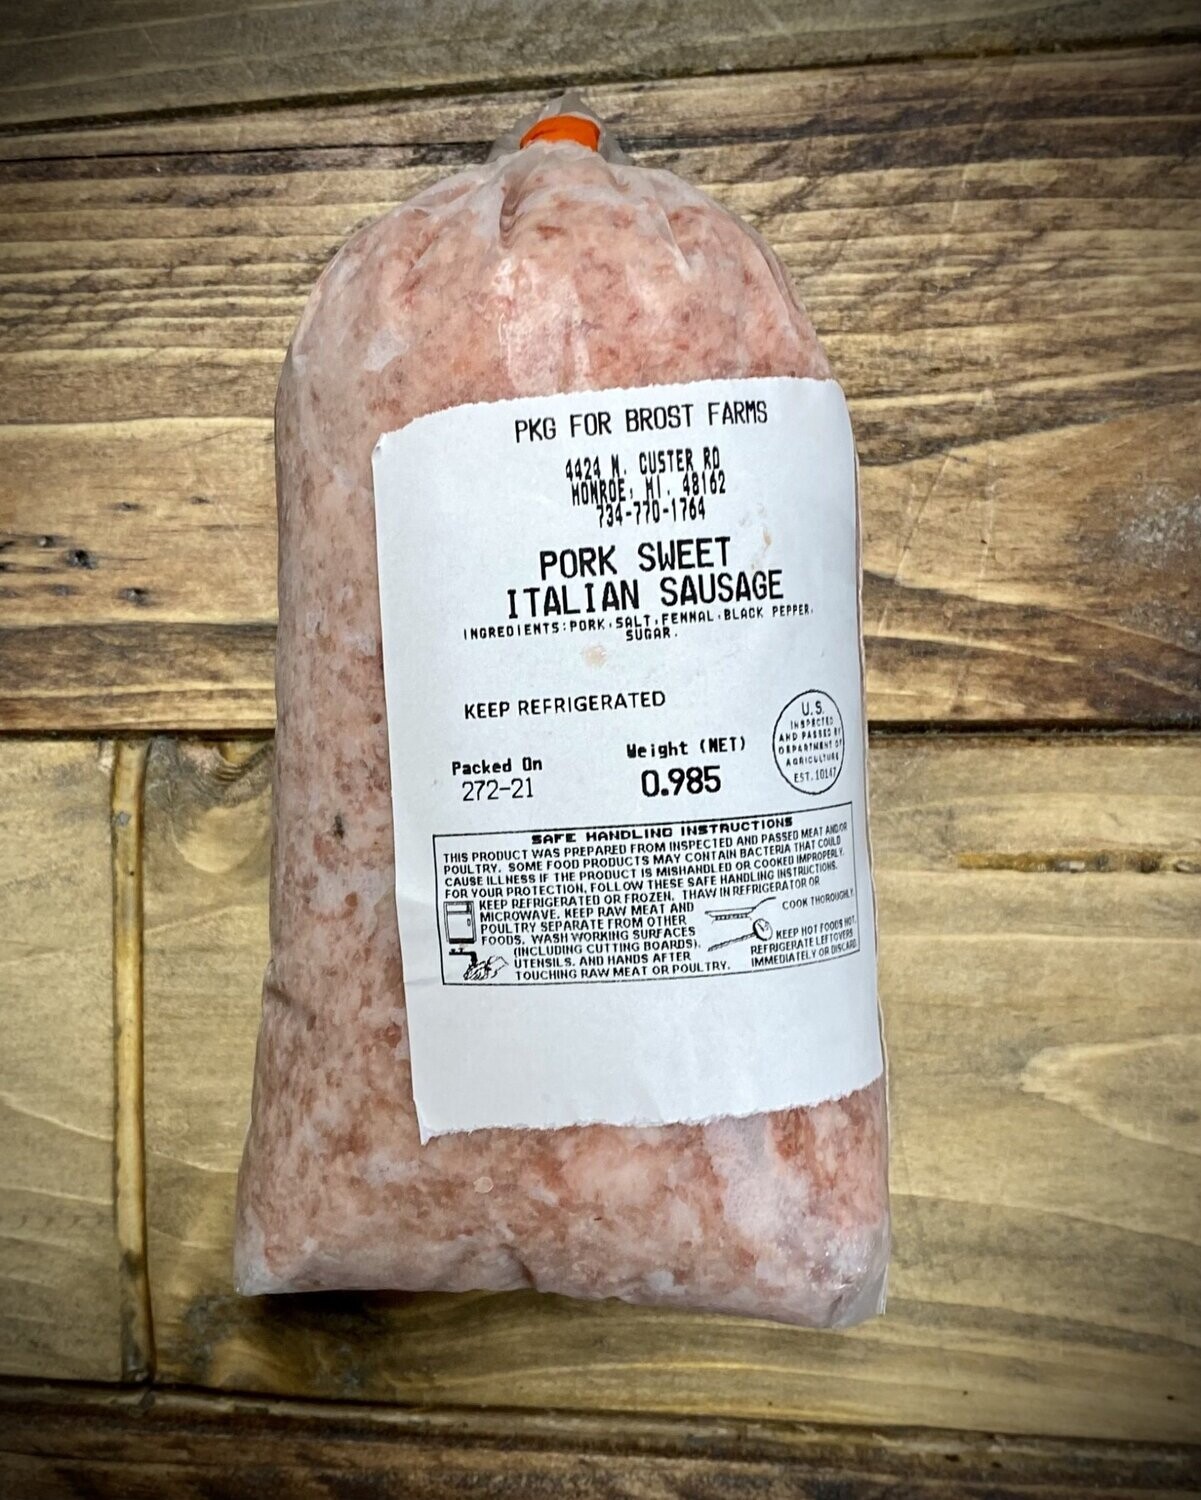 PKG FOR BROST FARMS
4424 N. CUSTER RD
MONROE, MI. 48162
734-770-1764
PORK SWEET
ITALIAN SAUSAGE
INGREDIENTS:PORK,SALT,FENNAL,BLACK PEPPER,
SUGAR.
KEEP REFRIGERATED
Packed On
272-21
Weight (NET)
0.985
U.S.
INSPECTED
AND PASSED BY
DEPARTMENT OF
AGRICULTURE
EST. 10147
SAFE HANDLING INSTRUCTIONS
THIS PRODUCT WAS PREPARED FROM INSPECTED AND PASSED MEAT AND/OR
POULTRY. SOME FOOD PRODUCTS MAY CONTAIN BACTERIA THAT COULD
CAUSE ILLNESS IF THE PRODUCT IS MISHANDLED OR COOKED IMPROPERLY.
FOR YOUR PROTECTION, FOLLOW THESE SAFE HANDLING INSTRUCTIONS.
KEEP REFRIGERATED OR FROZEN. THAW IN REFRIGERATOR OR
MICROWAVE. KEEP RAW MEAT AND
POULTRY SEPARATE FROM OTHER
FOODS. WASH WORKING SURFACES
(INCLUDING CUTTING BOARDS),
UTENSILS, AND HANDS AFTER
TOUCHING RAW MEAT OR POULTRY.
COOK THOROUGHLY.
KEEP HOT FOODS HOT.
REFRIGERATE LEFTOVERS
IMMEDIATELY OR DISCARD